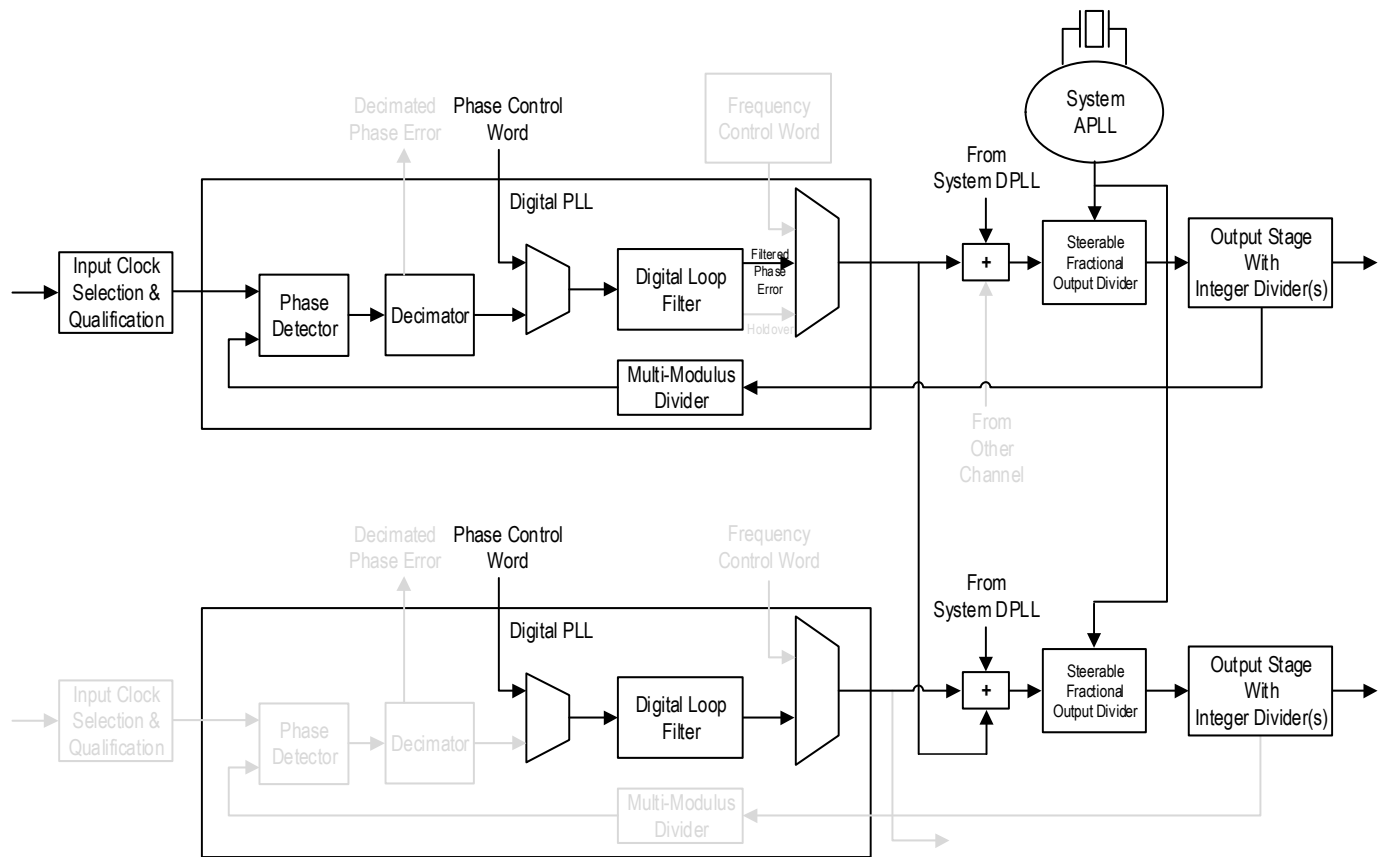 System
APLL
Decimated
Phase Error
Phase Control
Word
Frequency
Control Word
From
System DPLL
Digital PLL
Input Clock
Selection &
Qualification
Phase
Detector
Decimator
Digital Loop
Filter
Filtered
Phase
Error
Holdover
+
Steerable
Fractional
Output Divider
Output Stage
With
Integer Divider(s)
Multi-Modulus
Divider
From
Other
Channel
Decimated
Phase Error
Phase Control
Word
Frequency
Control Word
From
System DPLL
Digital PLL
Input Clock
Selection &
Qualification
Phase
Detector
Decimator
Digital Loop
Filter
+
Steerable
Fractional
Output Divider
Output Stage
With
Integer Divider(s)
Multi-Modulus
Divider